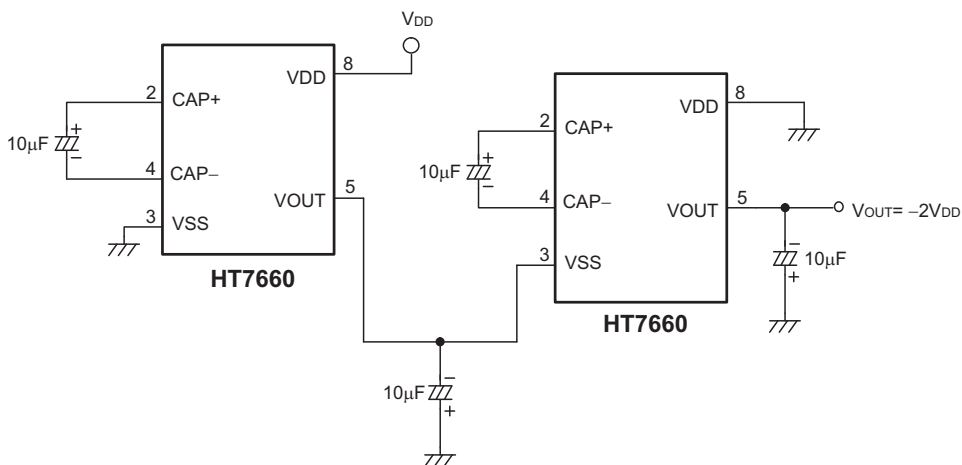 VDD
8
VDD
2
CAP+
+
10µF
−
4
CAP−
5
VOUT
3
VSS
HT7660
8
VDD
2
CAP+
+
10µF
−
4
CAP−
5
VOUT
VOUT= −2VDD
−
10µF
+
3
VSS
HT7660
−
10µF
+